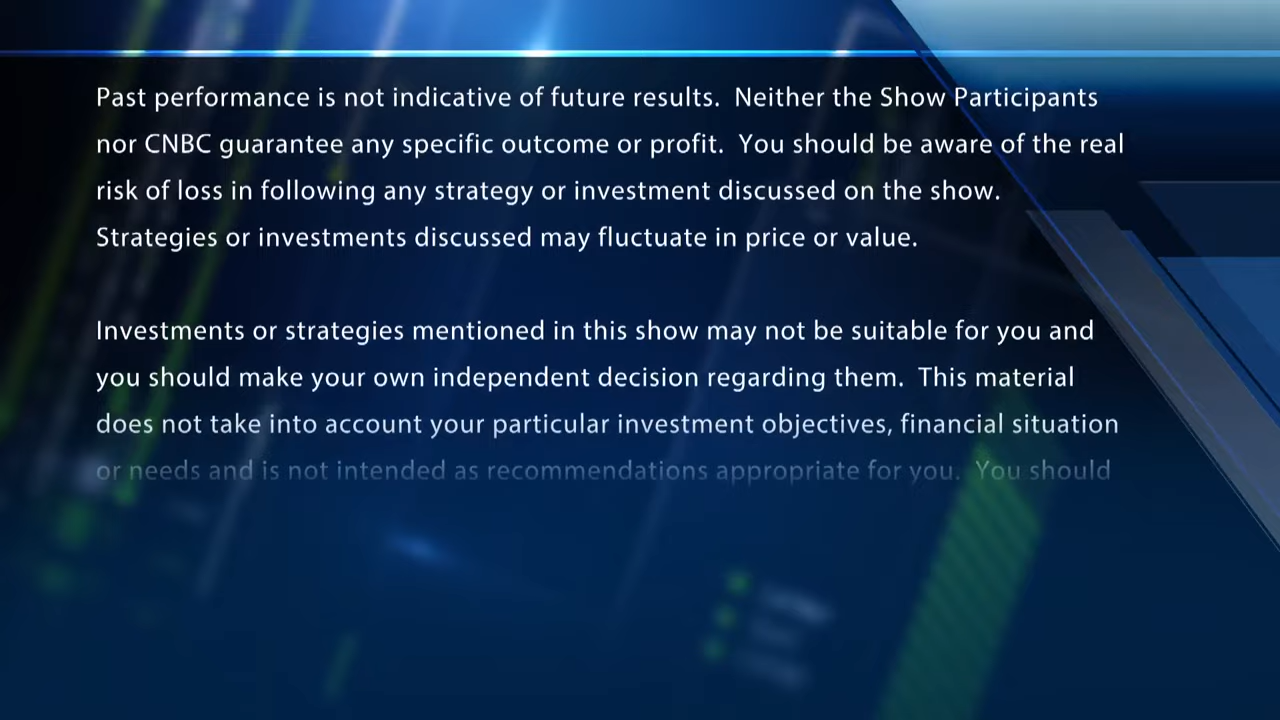 Past performance is not indicative of future results.  Neither the Show Participants
nor CNBC guarantee any specific outcome or profit.  You should be aware of the real
risk of loss in following any strategy or investment discussed on the show.
Strategies or investments discussed may fluctuate in price or value.
Investments or strategies mentioned in this show may not be suitable for you and
you should make your own independent decision regarding them.  This material
does not take into account your particular investment objectives, financial situation
or needs and is not intended as recommendations appropriate for you.  You should